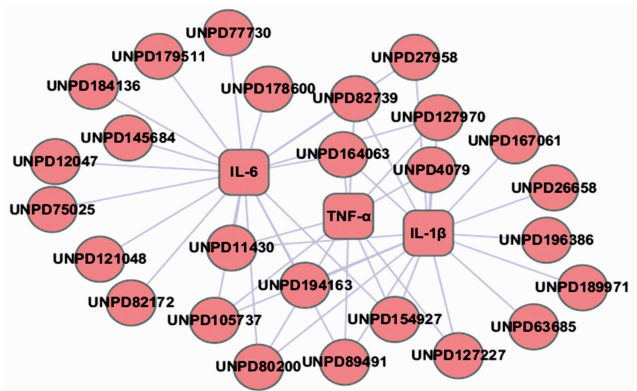 UNPD77730
UNPD179511
UNPD27958
UNPD184136
UNPD178600
UNPD82739
UNPD127970
UNPD145684
UNPD167061
UNPD12047
UNPD164063
UNPD4079
IL-6
UNPD26658
UNPD75025
TNF-α
IL-1β
UNPD196386
UNPD11430
UNPD121048
UNPD194163
UNPD189971
UNPD82172
UNPD105737
UNPD154927
UNPD63685
UNPD80200
UNPD89491
UNPD127227